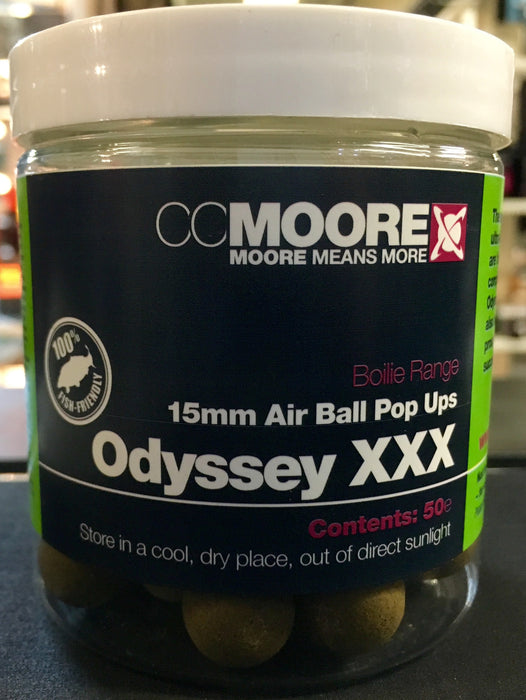 CCMOORE
MOORE MEANS MORE
100%
FISH-FRIENDLY
Boilie Range
15mm Air Ball Pop Ups
Odyssey XXX
Contents: 50e
Store in a cool, dry place, out of direct sunlight